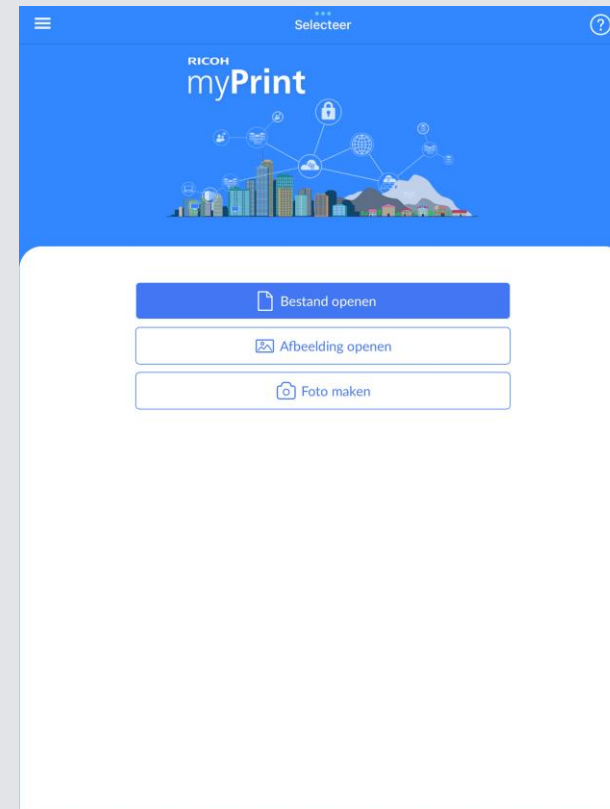 Selecteer
RICOH
myPrint
Bestand openen
Afbeelding openen
Foto maken